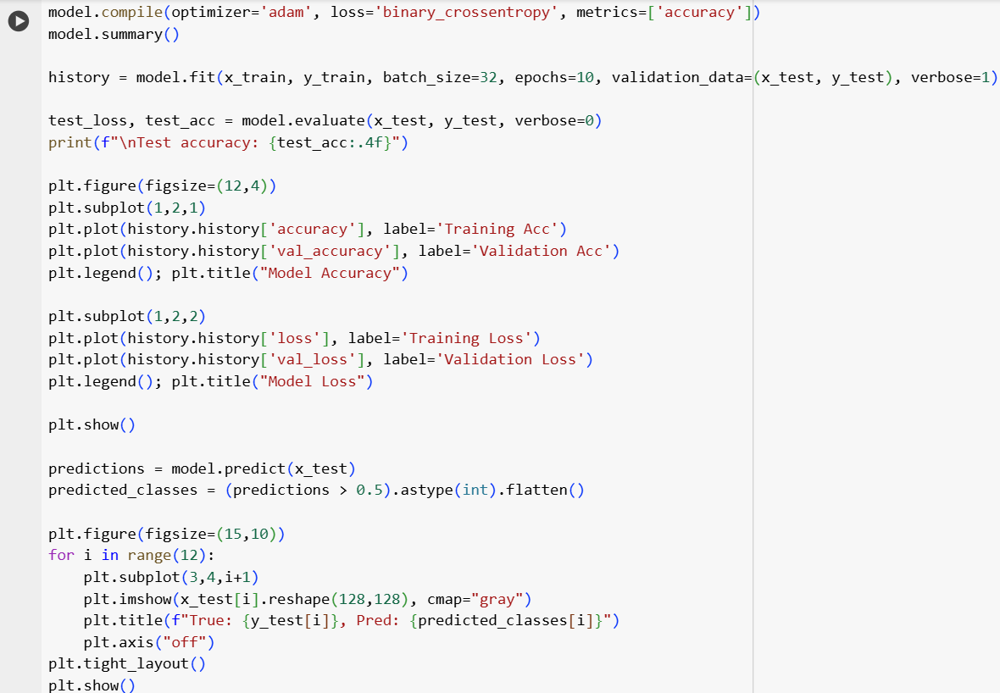 model.compile(optimizer='adam', loss='binary_crossentropy', metrics=['accuracy'])
model.summary()
history = model.fit(x_train, y_train, batch_size=32, epochs=10, validation_data=(x_test, y_test), verbose=1)
test_loss, test_acc = model.evaluate(x_test, y_test, verbose=0)
print(f"\nTest accuracy: {test_acc:.4f}")
plt.figure(figsize=(12,4))
plt.subplot(1,2,1)
plt.plot(history.history['accuracy'], label='Training Acc')
plt.plot(history.history['val_accuracy'], label='Validation Acc')
plt.legend(); plt.title("Model Accuracy")
plt.subplot(1,2,2)
plt.plot(history.history['loss'], label='Training Loss')
plt.plot(history.history['val_loss'], label='Validation Loss')
plt.legend(); plt.title("Model Loss")
plt.show()
predictions = model.predict(x_test)
predicted_classes = (predictions > 0.5).astype(int).flatten()
plt.figure(figsize=(15,10))
for i in range(12):
    plt.subplot(3,4,i+1)
    plt.imshow(x_test[i].reshape(128,128), cmap="gray")
    plt.title(f"True: {y_test[i]}, Pred: {predicted_classes[i]}")
    plt.axis("off")
plt.tight_layout()
plt.show()